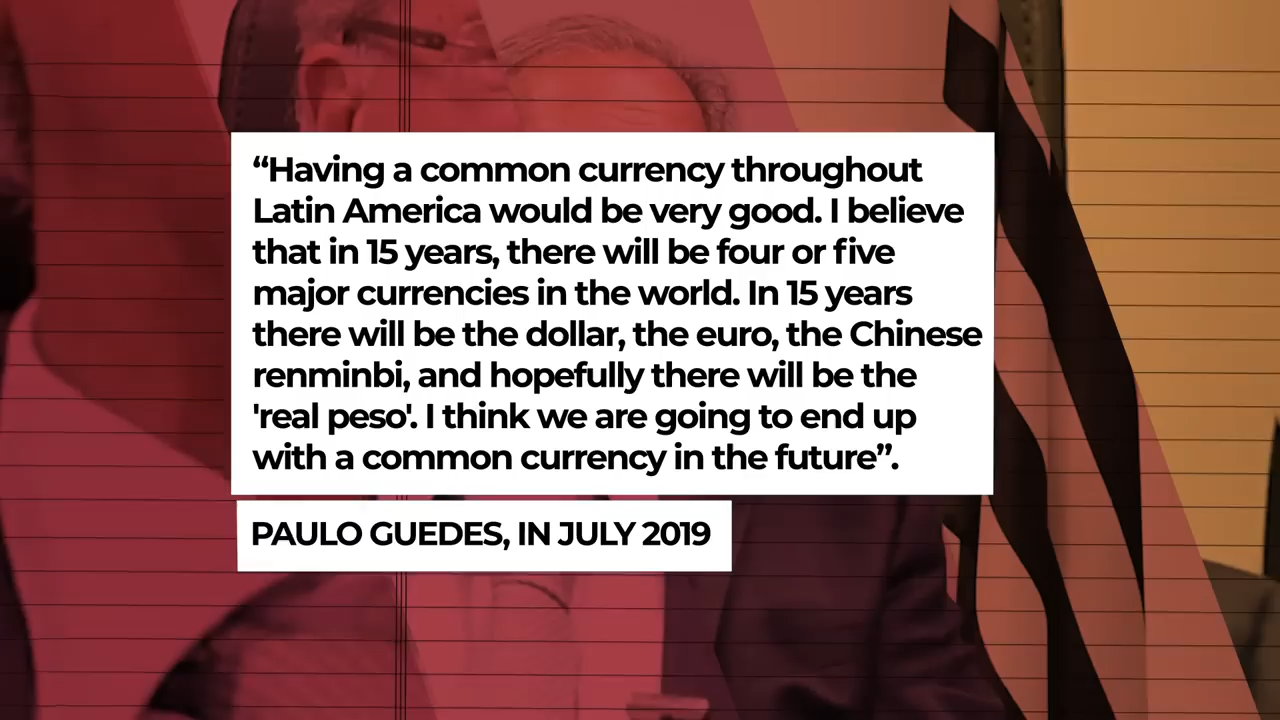 “Having a common currency throughout
Latin America would be very good. I believe
that in 15 years, there will be four or five
major currencies in the world. In 15 years
there will be the dollar, the euro, the Chinese
renminbi, and hopefully there will be the
'real peso'. I think we are going to end up
with a common currency in the future”.
PAULO GUEDES, IN JULY 2019